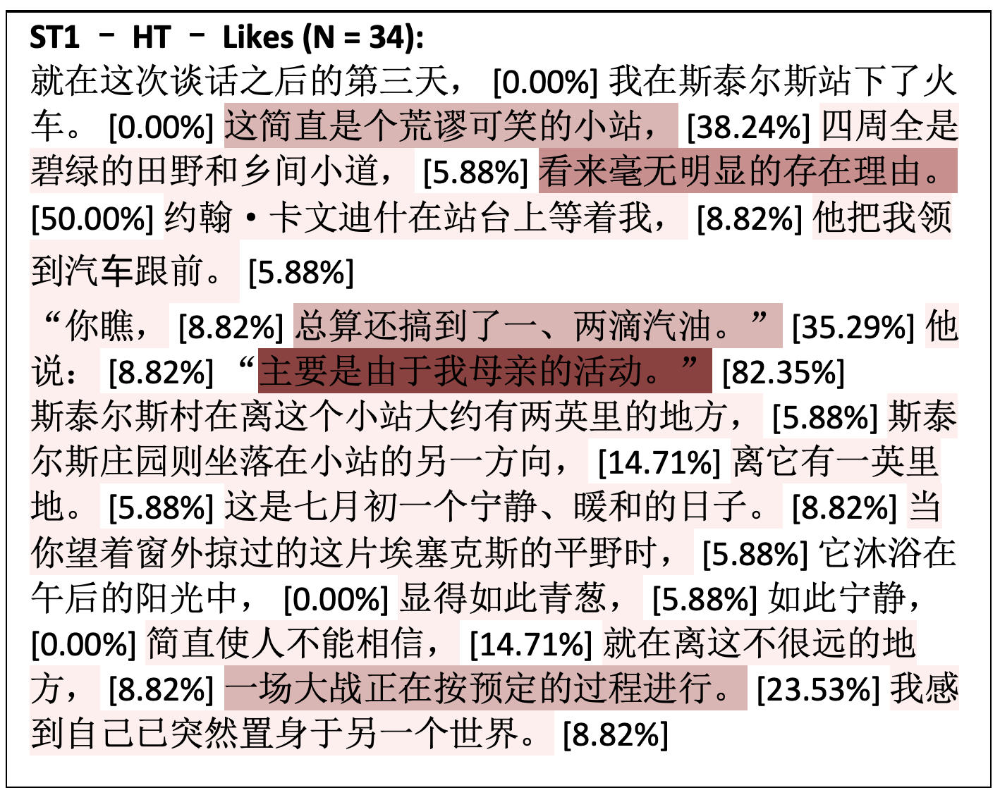 ST1 – HT – Likes (N = 34):
就在这次谈话之后的第三天， [0.00%] 我在斯泰尔斯站下了火
车。 [0.00%] 这简直是个荒谬可笑的小站， [38.24%] 四周全是
碧绿的田野和乡间小道， [5.88%] 看来毫无明显的存在理由。
[50.00%] 约翰•卡文迪什在站台上等着我， [8.82%] 他把我领
到汽车跟前。 [5.88%]
“你瞧， [8.82%] 总算还搞到了一、两滴汽油。” [35.29%] 他
说： [8.82%] “主要是由于我母亲的活动。” [82.35%]
斯泰尔斯村在离这个小站大约有两英里的地方， [5.88%] 斯泰
尔斯庄园则坐落在小站的另一方向， [14.71%] 离它有一英里
地。 [5.88%] 这是七月初一个宁静、暖和的日子。 [8.82%] 当
你望着窗外掠过的这片埃塞克斯的平野时， [5.88%] 它沐浴在
午后的阳光中， [0.00%] 显得如此青葱， [5.88%] 如此宁静，
[0.00%] 简直使人不能相信， [14.71%] 就在离这不很远的地
方， [8.82%] 一场大战正在按预定的过程进行。 [23.53%] 我感
到自己已突然置身于另一个世界。 [8.82%]